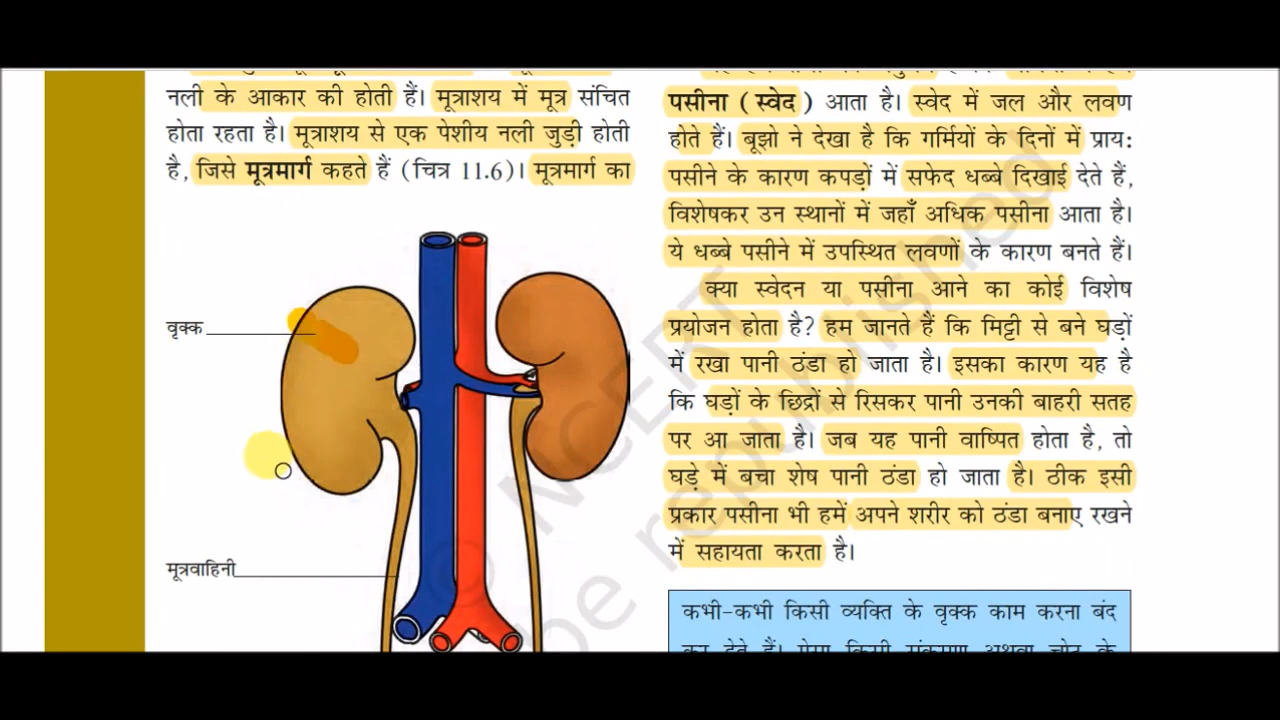 नली के आकार की होती हैं। मूत्राशय में मूत्र संचित
होता रहता है। मूत्राशय से एक पेशीय नली जुड़ी होती
है, जिसे मूत्रमार्ग कहते हैं (चित्र 11.6)। मूत्रमार्ग का
वृक्क
मूत्रवाहिनी
पसीना (स्वेद) आता है। स्वेद में जल और लवण
होते हैं। बूझो ने देखा है कि गर्मियों के दिनों में प्राय:
पसीने के कारण कपड़ों में सफेद धब्बे दिखाई देते हैं,
विशेषकर उन स्थानों में जहाँ अधिक पसीना आता है।
ये धब्बे पसीने में उपस्थित लवणों के कारण बनते हैं।
क्या स्वेदन या पसीना आने का कोई विशेष
प्रयोजन होता है? हम जानते हैं कि मिट्टी से बने घड़ों
में रखा पानी ठंडा हो जाता है। इसका कारण यह है
कि घड़ों के छिद्रों से रिसकर पानी उनकी बाहरी सतह
पर आ जाता है। जब यह पानी वाष्पित होता है, तो
घड़े में बचा शेष पानी ठंडा हो जाता है। ठीक इसी
प्रकार पसीना भी हमें अपने शरीर को ठंडा बनाए रखने
में सहायता करता है।
कभी-कभी किसी व्यक्ति के वृक्क काम करना बंद
© NCERT
be republished